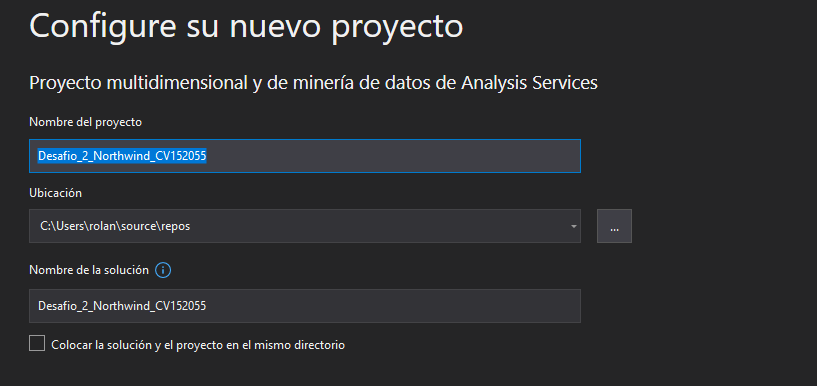 Configure su nuevo proyecto
Proyecto multidimensional y de minería de datos de Analysis Services
Nombre del proyecto
Desafio_2_Northwind_CV152055
Ubicación
C:\Users\rolan\source\repos
...
Nombre de la solución
Desafio_2_Northwind_CV152055
Colocar la solución y el proyecto en el mismo directorio